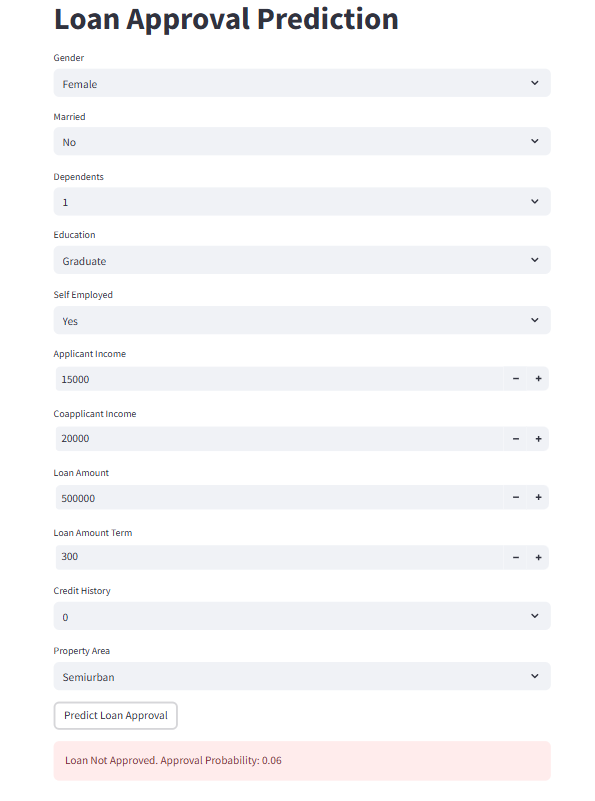 Loan Approval Prediction
Gender
Female
Married
No
Dependents
1
Education
Graduate
Self Employed
Yes
Applicant Income
15000
Coapplicant Income
20000
Loan Amount
500000
Loan Amount Term
300
Credit History
0
Property Area
Semiurban
Predict Loan Approval
Loan Not Approved. Approval Probability: 0.06